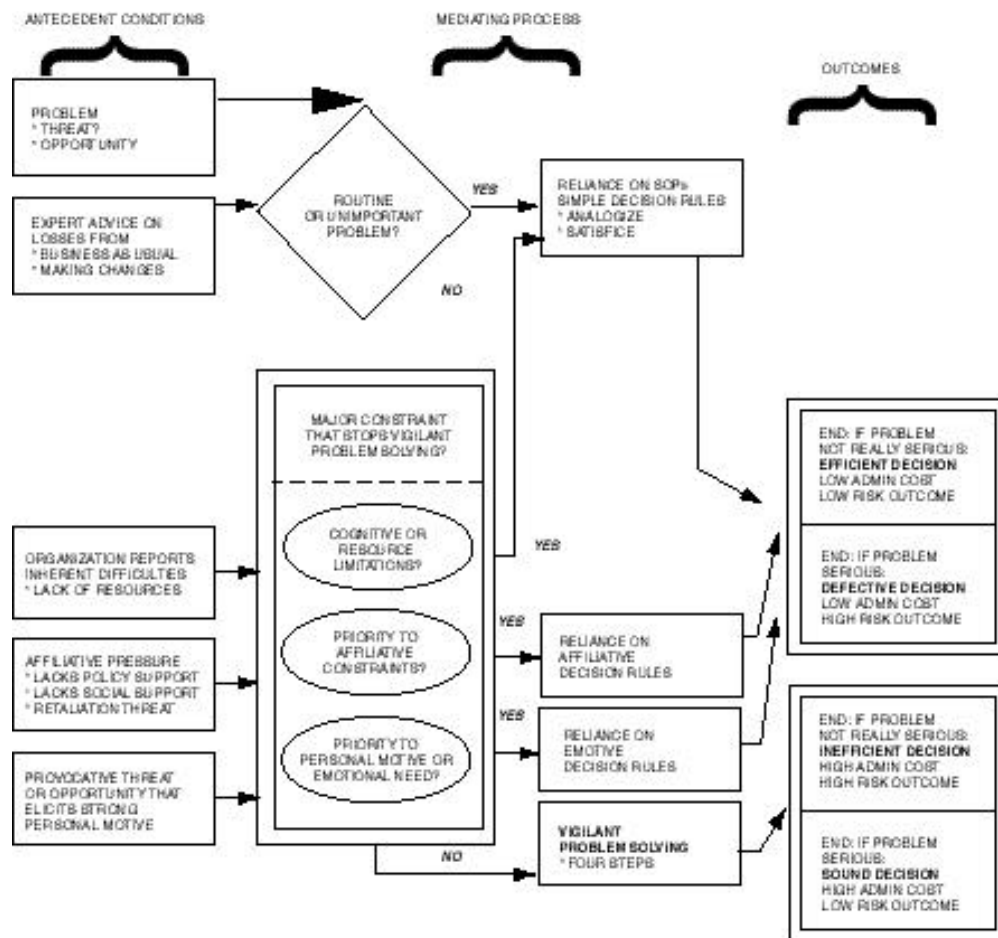 ANTECEDENT CONDITIONS
MEDIATING PROCESS
OUTCOMES
PROBLEM
* THREAT?
* OPPORTUNITY
EXPERT ADVICE ON
LOSSES FROM
* BUSINESS AS USUAL
* MAKING CHANGES
ROUTINE
OR UNIMPORTANT
PROBLEM?
YES
NO
RELIANCE ON SOPs
SIMPLE DECISION RULES
* ANALOGIZE
* SATISFICE
MAJOR CONSTRAINT
THAT STOPS VIGILANT
PROBLEM SOLVING?
COGNITIVE OR
RESOURCE
LIMITATIONS?
PRIORITY TO
AFFILIATIVE
CONSTRAINTS?
PRIORITY TO
PERSONAL MOTIVE OR
EMOTIONAL NEED?
ORGANIZATION REPORTS
INHERENT DIFFICULTIES
* LACK OF RESOURCES
AFFILIATIVE PRESSURE
* LACKS POLICY SUPPORT
* LACKS SOCIAL SUPPORT
* RETALIATION THREAT
PROVOCATIVE THREAT
OR OPPORTUNITY THAT
ELICITS STRONG
PERSONAL MOTIVE
YES
YES
YES
NO
RELIANCE ON
AFFILIATIVE
DECISION RULES
RELIANCE ON
EMOTIVE
DECISION RULES
VIGILANT
PROBLEM SOLVING
* FOUR STEPS
END: IF PROBLEM
NOT REALLY SERIOUS:
EFFICIENT DECISION
LOW ADMIN COST
LOW RISK OUTCOME
END: IF PROBLEM
SERIOUS:
DEFECTIVE DECISION
LOW ADMIN COST
HIGH RISK OUTCOME
END: IF PROBLEM
NOT REALLY SERIOUS:
INEFFICIENT DECISION
HIGH ADMIN COST
HIGH RISK OUTCOME
END: IF PROBLEM
SERIOUS:
SOUND DECISION
HIGH ADMIN COST
LOW RISK OUTCOME